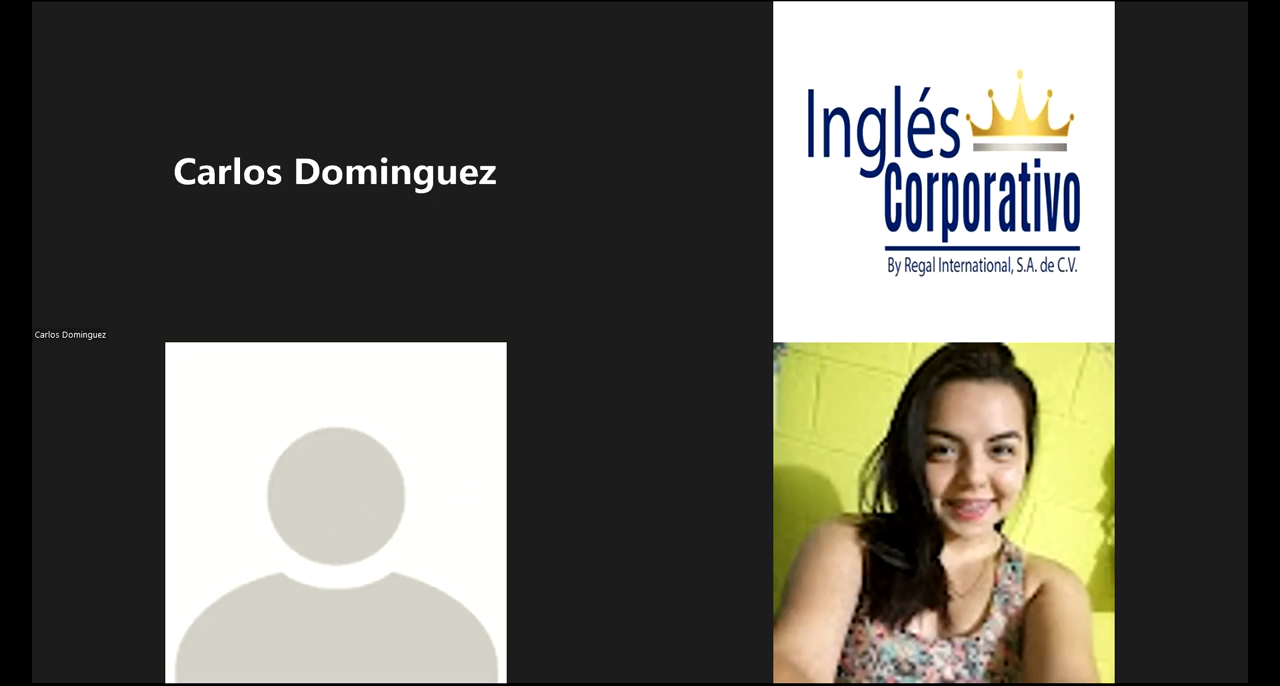 Carlos Dominguez
Inglés
Corporativo
By Regal International, S.A. de C.V.
Carlos Dominguez